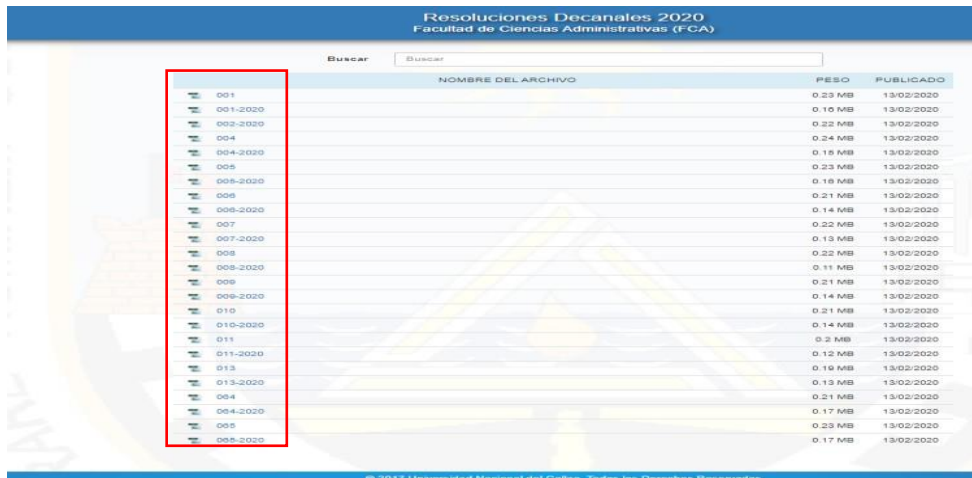 Resoluciones Decanales 2020
Facultad de Ciencias Administrativas (FCA)
Buscar Buscar
NOMBRE DEL ARCHIVO PESO PUBLICADO
001 0.23 MB 13/02/2020
001-2020 0.16 MB 13/02/2020
002-2020 0.22 MB 13/02/2020
004 0.24 MB 13/02/2020
004-2020 0.15 MB 13/02/2020
005 0.23 MB 13/02/2020
005-2020 0.16 MB 13/02/2020
006 0.21 MB 13/02/2020
006-2020 0.14 MB 13/02/2020
007 0.22 MB 13/02/2020
007-2020 0.13 MB 13/02/2020
008 0.22 MB 13/02/2020
008-2020 0.11 MB 13/02/2020
009 0.21 MB 13/02/2020
009-2020 0.14 MB 13/02/2020
010 0.21 MB 13/02/2020
010-2020 0.14 MB 13/02/2020
011 0.2 MB 13/02/2020
011-2020 0.12 MB 13/02/2020
013 0.19 MB 13/02/2020
013-2020 0.13 MB 13/02/2020
064 0.21 MB 13/02/2020
064-2020 0.17 MB 13/02/2020
065 0.23 MB 13/02/2020
065-2020 0.17 MB 13/02/2020
© 2017 Universidad Nacional del Callao. Todos los Derechos Reservados